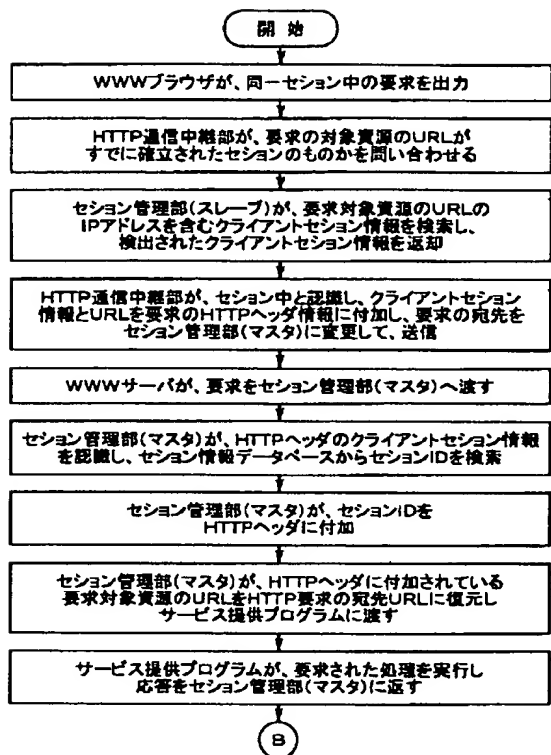 開始
WWWブラウザが、同一セション中の要求を出力
HTTP通信中継部が、要求の対象資源のURLが
すでに確立されたセションのものかを問い合わせる
セション管理部(スレーブ)が、要求対象資源のURLの
IPアドレスを含むクライアントセション情報を検索し、
検出されたクライアントセション情報を返却
HTTP通信中継部が、セション中と認識し、クライアントセション
情報とURLを要求のHTTPヘッダ情報に付加し、要求の宛先を
セション管理部(マスタ)に変更して、送信
WWWサーバが、要求をセション管理部(マスタ)へ渡す
セション管理部(マスタ)が、HTTPヘッダのクライアントセション情報
を認識し、セション情報データベースからセションIDを検索
セション管理部(マスタ)が、セションIDを
HTTPヘッダに付加
セション管理部(マスタ)が、HTTPヘッダに付加されている
要求対象資源のURLをHTTP要求の宛先URLに復元し
サービス提供プログラムに渡す
サービス提供プログラムが、要求された処理を実行し
応答をセション管理部(マスタ)に返す
B